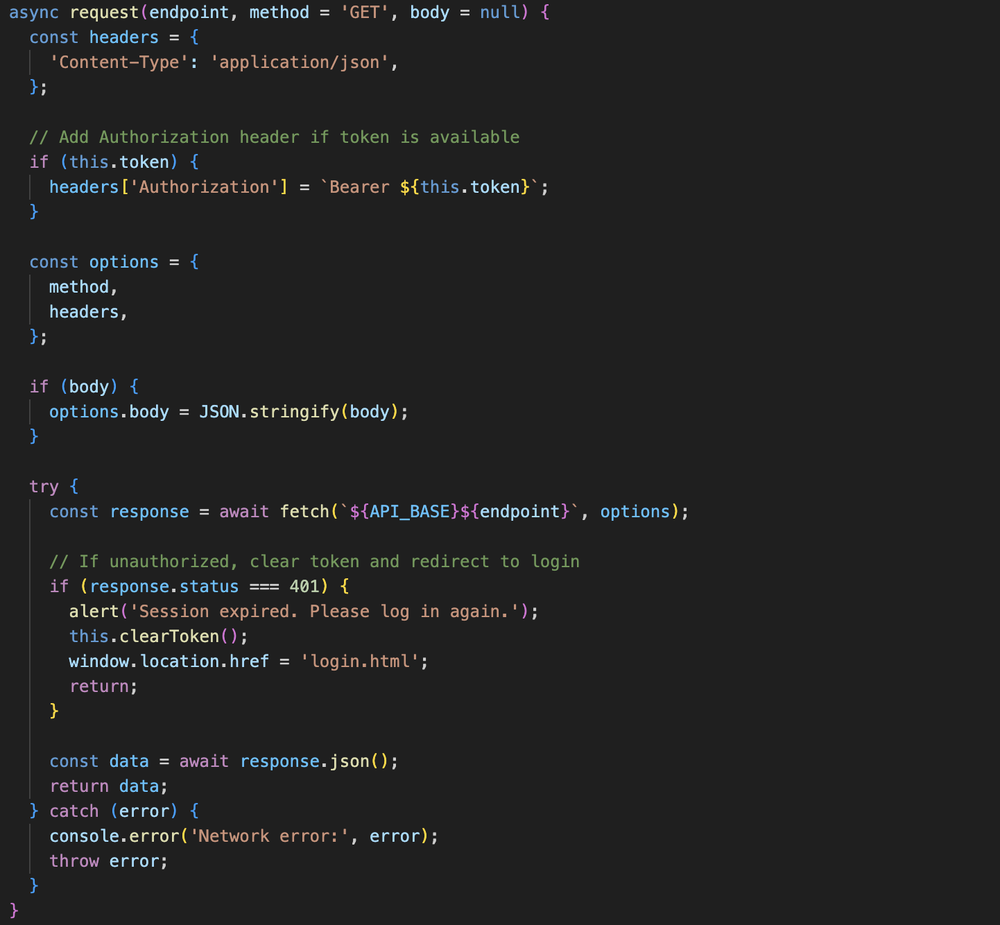 async request(endpoint, method = 'GET', body = null) {
  const headers = {
    'Content-Type': 'application/json',
  };

  // Add Authorization header if token is available
  if (this.token) {
    headers['Authorization'] = `Bearer ${this.token}`;
  }

  const options = {
    method,
    headers,
  };

  if (body) {
    options.body = JSON.stringify(body);
  }

  try {
    const response = await fetch(`${API_BASE}${endpoint}`, options);

    // If unauthorized, clear token and redirect to login
    if (response.status === 401) {
      alert('Session expired. Please log in again.');
      this.clearToken();
      window.location.href = 'login.html';
      return;
    }

    const data = await response.json();
    return data;
  } catch (error) {
    console.error('Network error:', error);
    throw error;
  }
}